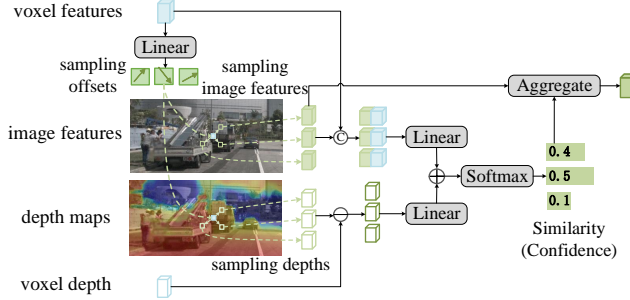 voxel features
Linear
sampling
offsets
sampling
image features
Aggregate
image features
C
Linear
0.4
0.5
0.1
Softmax
depth maps
Linear
Similarity
(Confidence)
sampling depths
voxel depth